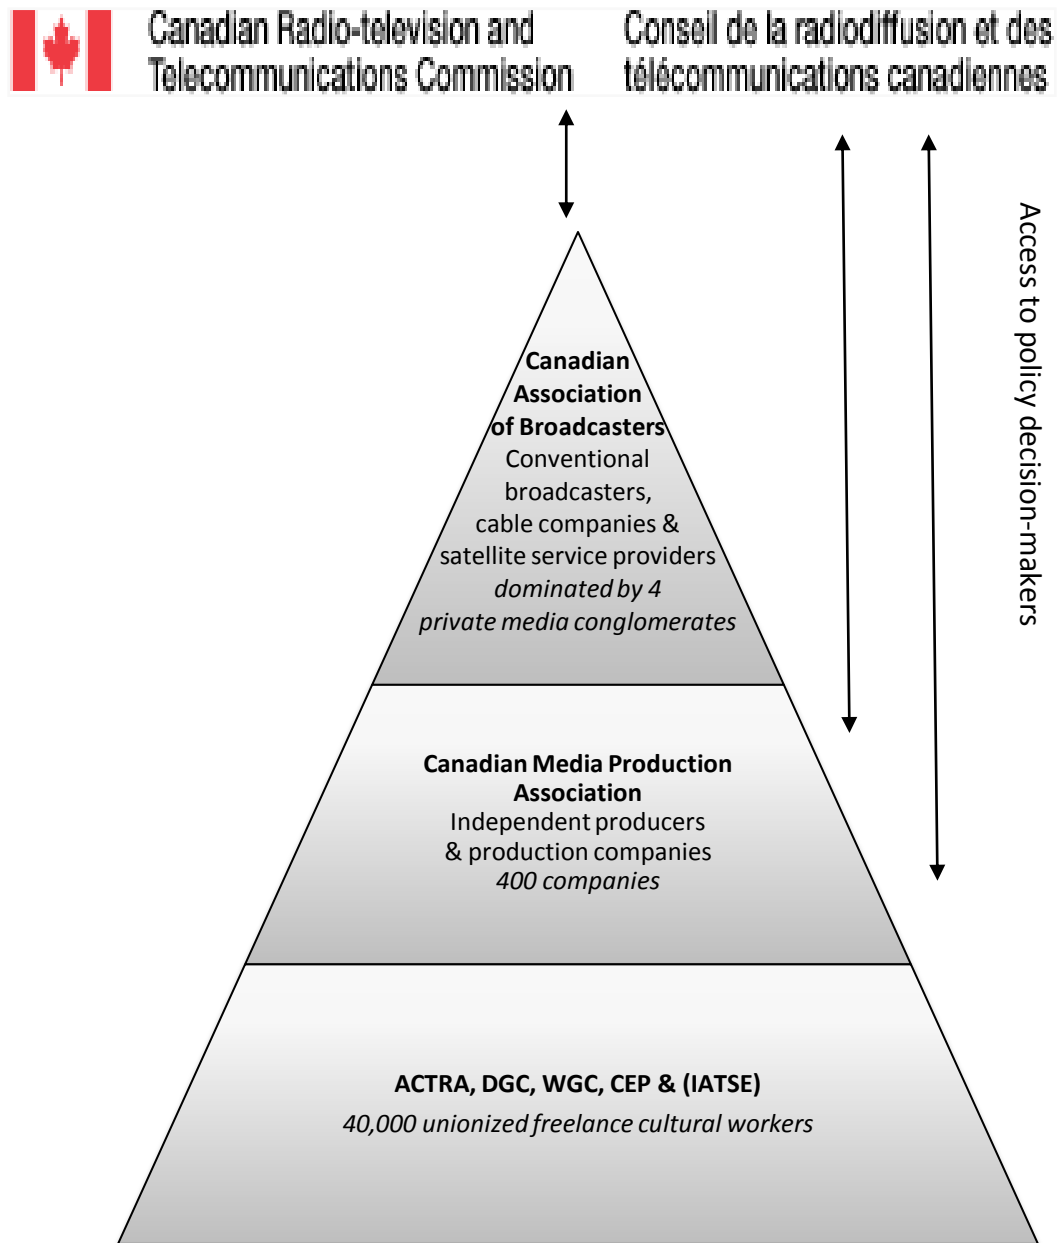 Canadian Radio-television and
Telecommunications Commission
Conseil de la radiodiffusion et des
télécommunications canadiennes
Access to policy decision-makers
Canadian
Association
of Broadcasters
Conventional
broadcasters,
cable companies &
satellite service providers
dominated by 4
private media conglomerates
Canadian Media Production
Association
Independent producers
& production companies
400 companies
ACTRA, DGC, WGC, CEP & (IATSE)
40,000 unionized freelance cultural workers